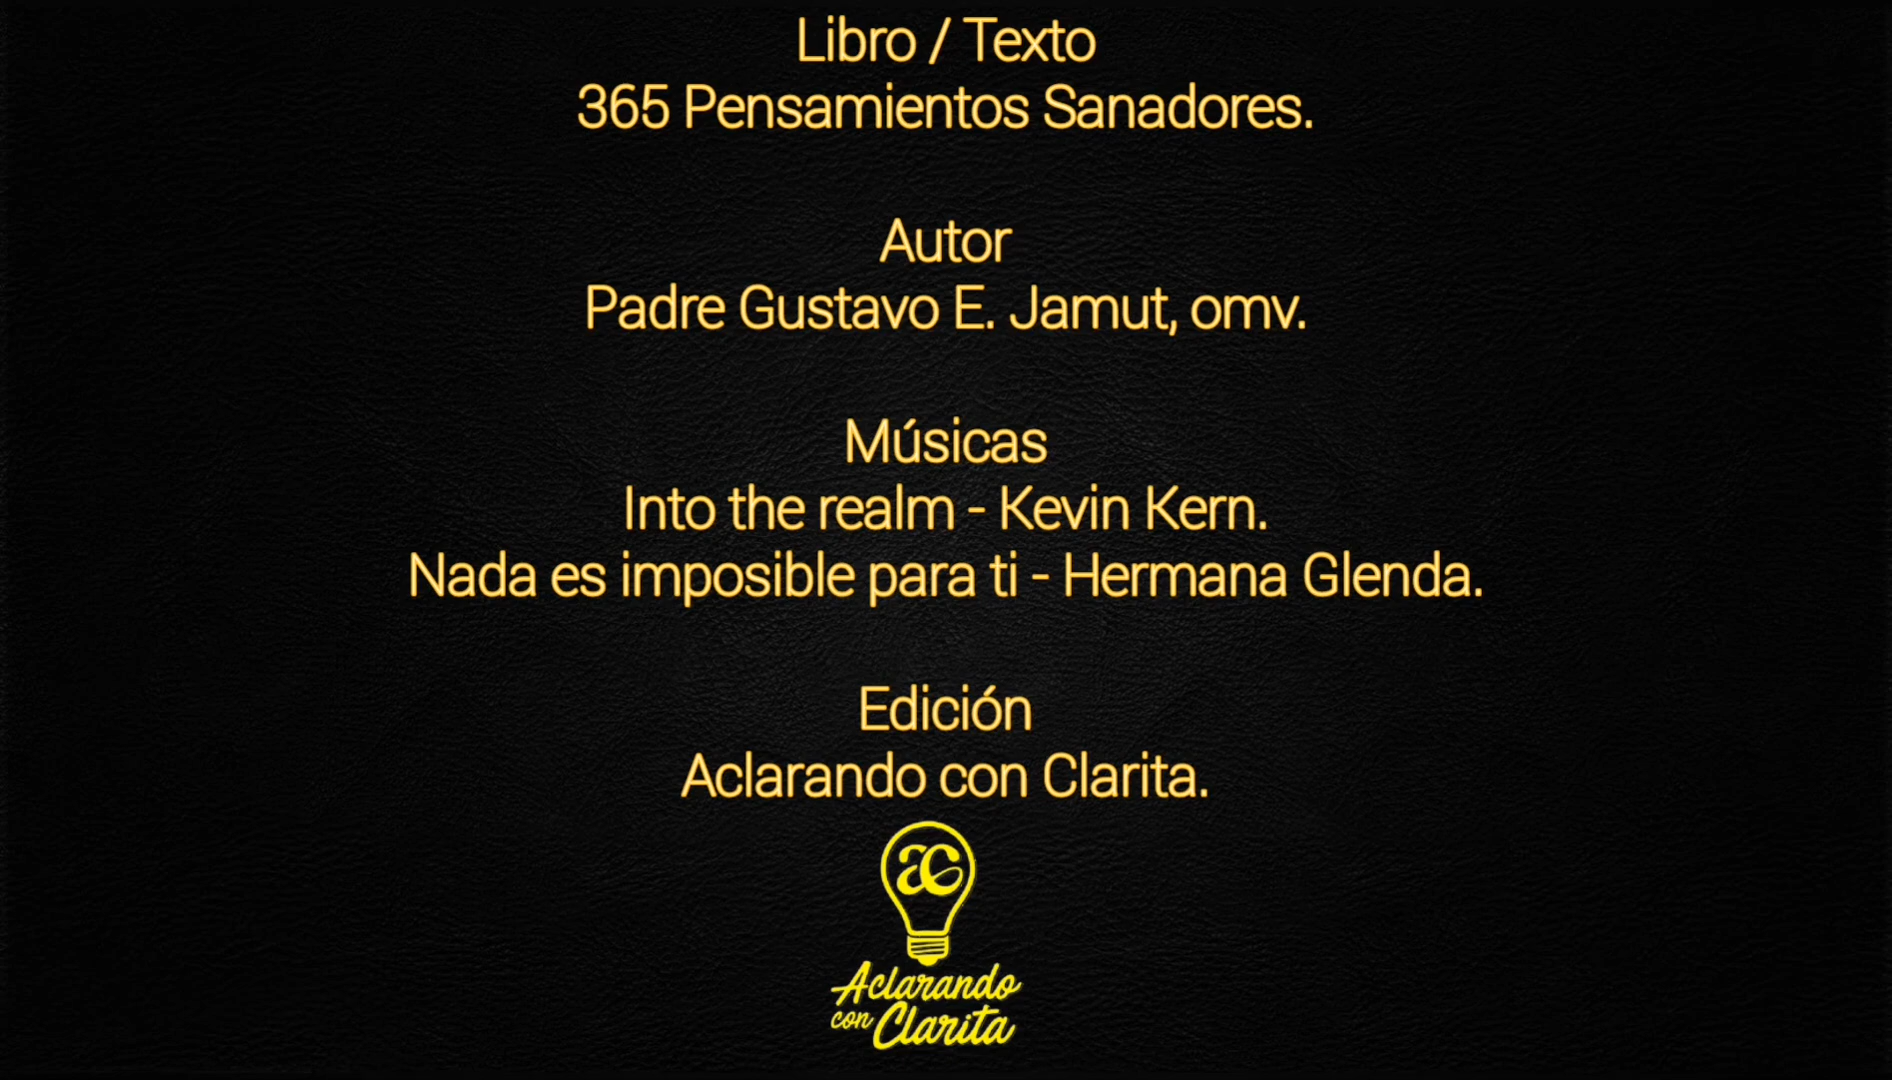 Libro / Texto
365 Pensamientos Sanadores.
Autor
Padre Gustavo E. Jamut, omv.
Músicas
Into the realm - Kevin Kern.
Nada es imposible para ti - Hermana Glenda.
Edición
Aclarando con Clarita.
ac
Aclarando
con Clarita